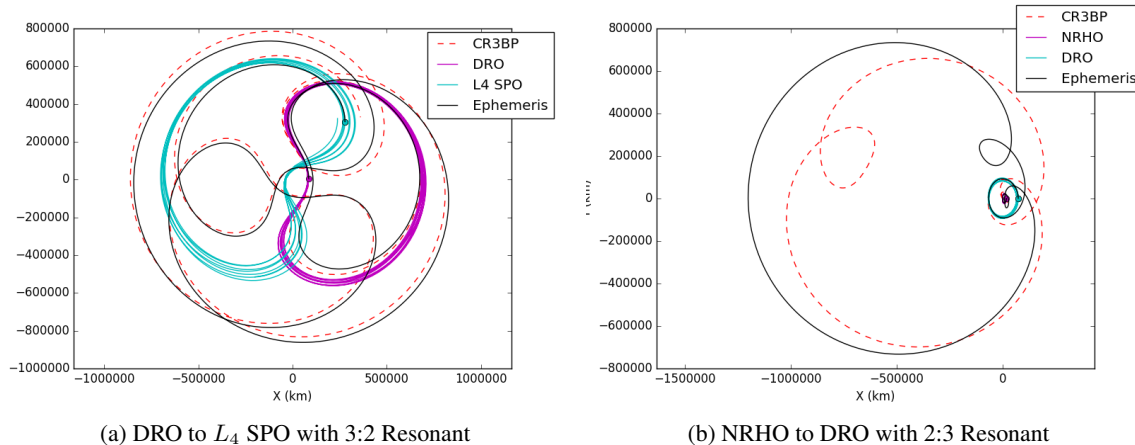 800000
600000
400000
200000
0
−200000
−400000
−600000
−800000
−1000000
−1000000
−500000
0
500000
1000000
X (km)
CR3BP
DRO
L4 SPO
Ephemeris
(a) DRO to L4 SPO with 3:2 Resonant
800000
600000
400000
200000
0
−200000
−400000
−600000
−800000
−1500000
−1000000
−500000
0
X (km)
(km)
CR3BP
NRHO
DRO
Ephemeris
(b) NRHO to DRO with 2:3 Resonant